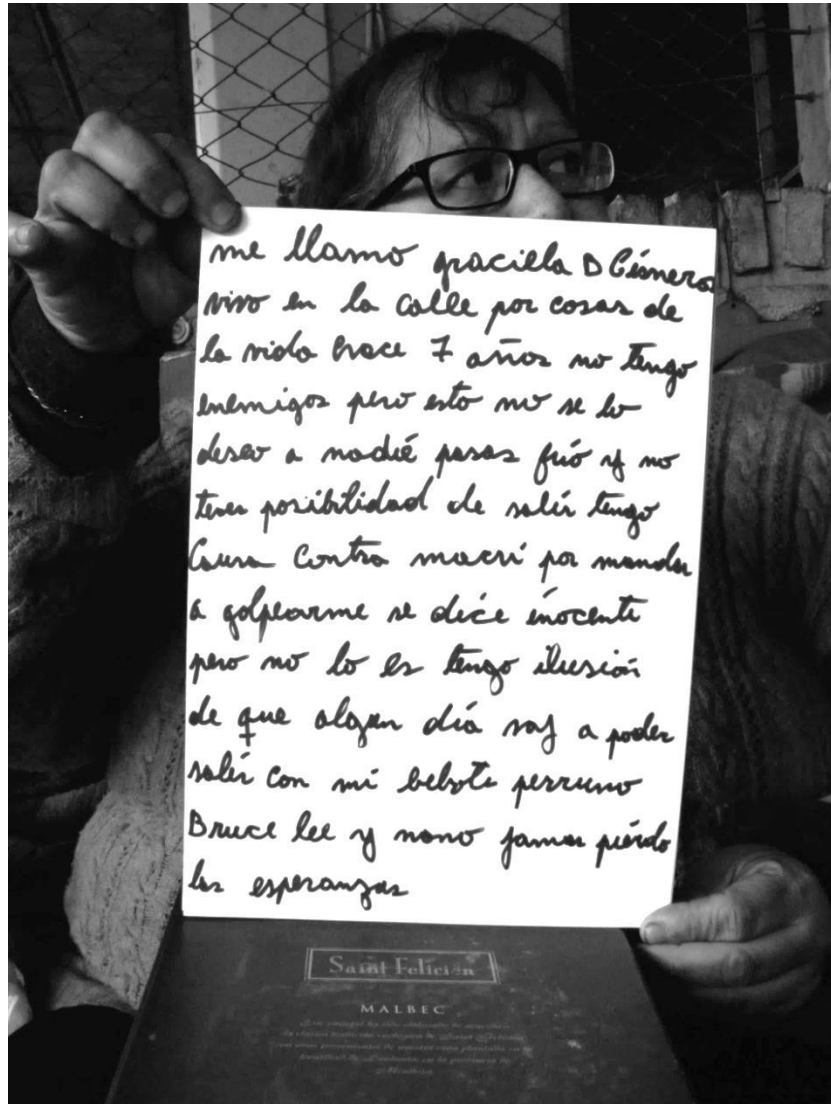 me llamo graciela D Cisneros
vivo en la calle por cosas de
la vida hace 7 años no tengo
enemigos pero esto no se lo
deseo a nadié pasas frió y no
tenes posibilidad de salir tengo
Causa Contra macri por mandar
a golpearme se dice inocente
pero no lo es tengo ilusión
de que algun día voy a poder
salir con mi bebote perruno
Bruce lee y nono jamas piérdo
las esperanzas
Saint Felicien
MALBEC